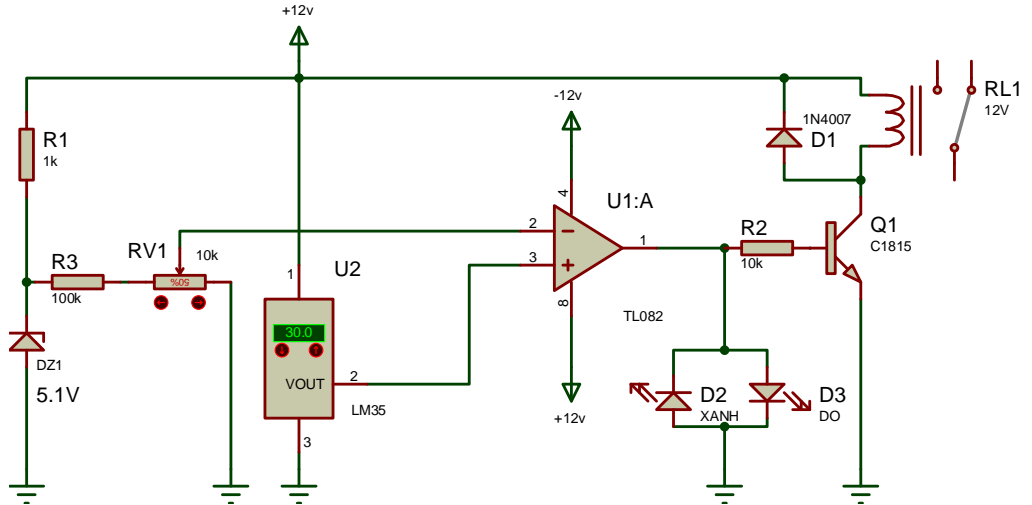 +12v
R1
1k
R3
100k
RV1
10k
50%
DZ1
5.1V
U2
1
30.0
VOUT
2
LM35
3
-12v
4
U1:A
2
3
1
8
TL082
+12v
R2
10k
1N4007
D1
RL1
12V
Q1
C1815
D2
XANH
D3
DO